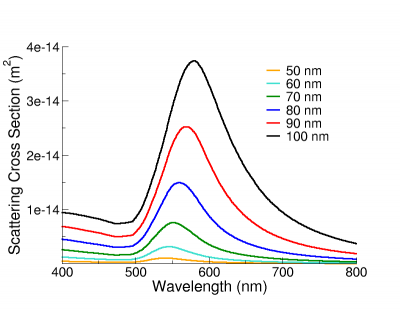 4e-14
3e-14
2e-14
1e-14
Scattering Cross Section (m²)
50 nm
60 nm
70 nm
80 nm
90 nm
100 nm
400
500
600
700
800
Wavelength (nm)